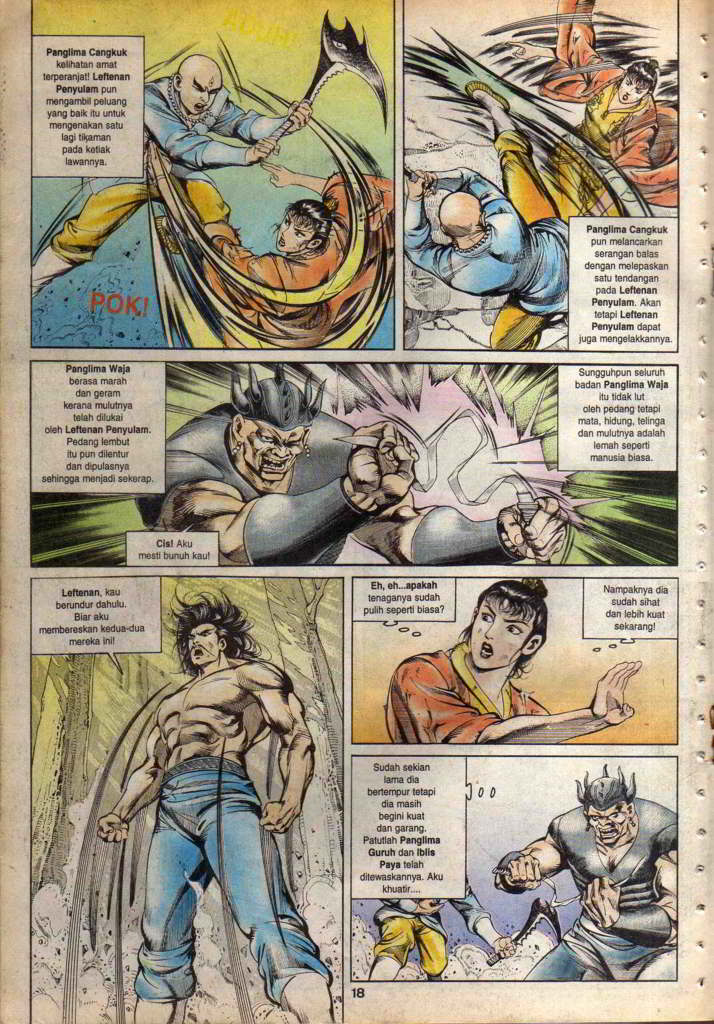 ADUH!
Panglima Cangkuk
kelihatan amat
terperanjat! Leftenan
Penyulam pun
mengambil peluang
yang baik itu untuk
mengenakan satu
lagi tikaman
pada ketiak
lawannya.
POK!
Panglima Cangkuk
pun melancarkan
serangan balas
dengan melepaskan
satu tendangan
pada Leftenan
Penyulam. Akan
tetapi Leftenan
Penyulam dapat
juga mengelakkannya.
Panglima Waja
berasa marah
dan geram
kerana mulutnya
telah dilukai
oleh Leftenan Penyulam.
Pedang lembut
itu pun dilentur
dan dipulasnya
sehingga menjadi sekerap.
Cis! Aku
mesti bunuh kau!
Sungguhpun seluruh
badan Panglima Waja
itu tidak lut
oleh pedang tetapi
mata, hidung, telinga
dan mulutnya adalah
lemah seperti
manusia biasa.
Leftenan, kau
berundur dahulu.
Biar aku
membereskan kedua-dua
mereka ini!
Eh, eh...apakah
tenaganya sudah
pulih seperti biasa?
Nampaknya dia
sudah sihat
dan lebih kuat
sekarang!
Sudah sekian
lama dia
bertempur tetapi
dia masih
begini kuat
dan garang.
Patutlah Panglima
Guruh dan Iblis
Paya telah
ditewaskannya. Aku
khuatir....
18